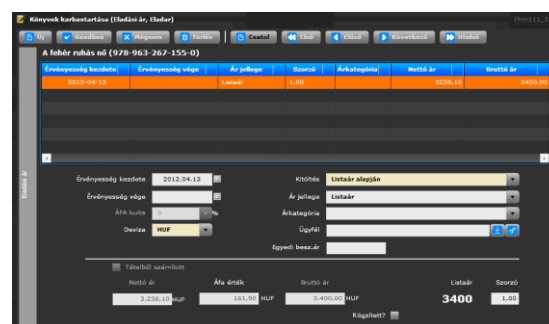 Könyvek karbantartása (Eladási ár, Eladar)
Új Rendben Mégsem Törlés Csatol Első Előző Következő Utolsó
A fehér ruhás nő (978-963-267-155-0)
Érvényesség kezdete Érvényesség vége Ár jellege Szorzó Árkategória Nettó ár Bruttó ár
2012-04-13 Listaár 1.00 3238.10 3400.00
Eladási ár
Érvényesség kezdete 2012.04.13 Kitöltés Listaár alapján
Érvényesség vége Ár jellege Listaár
ÁFA kulcs % Árkategória
Deviza HUF Ügyfél
Egyedi besz.ár
Tételből számított
Nettó ár Áfa érték Bruttó ár Listaár Szorzó
3.238,10 HUF 161,90 HUF 3.400,00 HUF 3400 1,00
Rögzített?